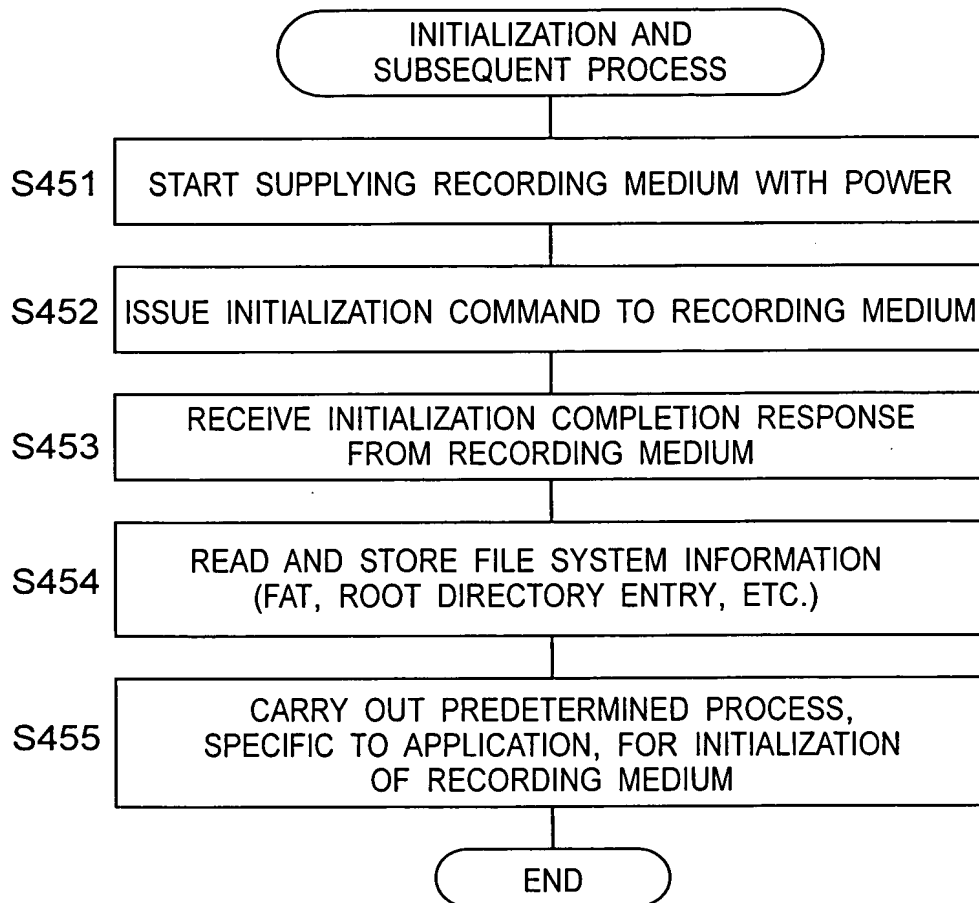 INITIALIZATION AND
SUBSEQUENT PROCESS
S451
START SUPPLYING RECORDING MEDIUM WITH POWER
S452
ISSUE INITIALIZATION COMMAND TO RECORDING MEDIUM
S453
RECEIVE INITIALIZATION COMPLETION RESPONSE
FROM RECORDING MEDIUM
S454
READ AND STORE FILE SYSTEM INFORMATION
(FAT, ROOT DIRECTORY ENTRY, ETC.)
S455
CARRY OUT PREDETERMINED PROCESS,
SPECIFIC TO APPLICATION, FOR INITIALIZATION
OF RECORDING MEDIUM
END